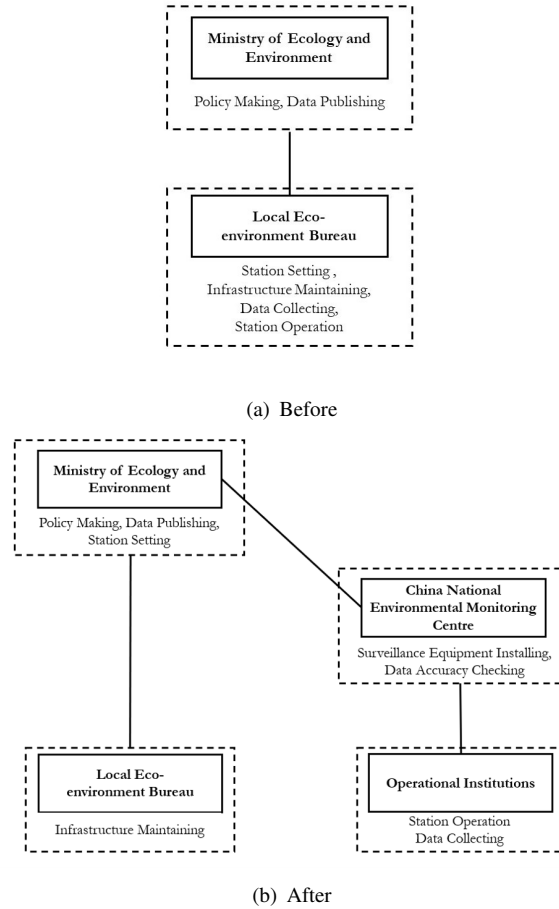 Ministry of Ecology and
Environment
Policy Making, Data Publishing
Local Eco-
environment Bureau
Station Setting ,
Infrastructure Maintaining,
Data Collecting,
Station Operation
(a) Before
Ministry of Ecology and
Environment
Policy Making, Data Publishing,
Station Setting
China National
Environmental Monitoring
Centre
Surveillance Equipment Installing,
Data Accuracy Checking
Local Eco-
environment Bureau
Infrastructure Maintaining
Operational Institutions
Station Operation
Data Collecting
(b) After